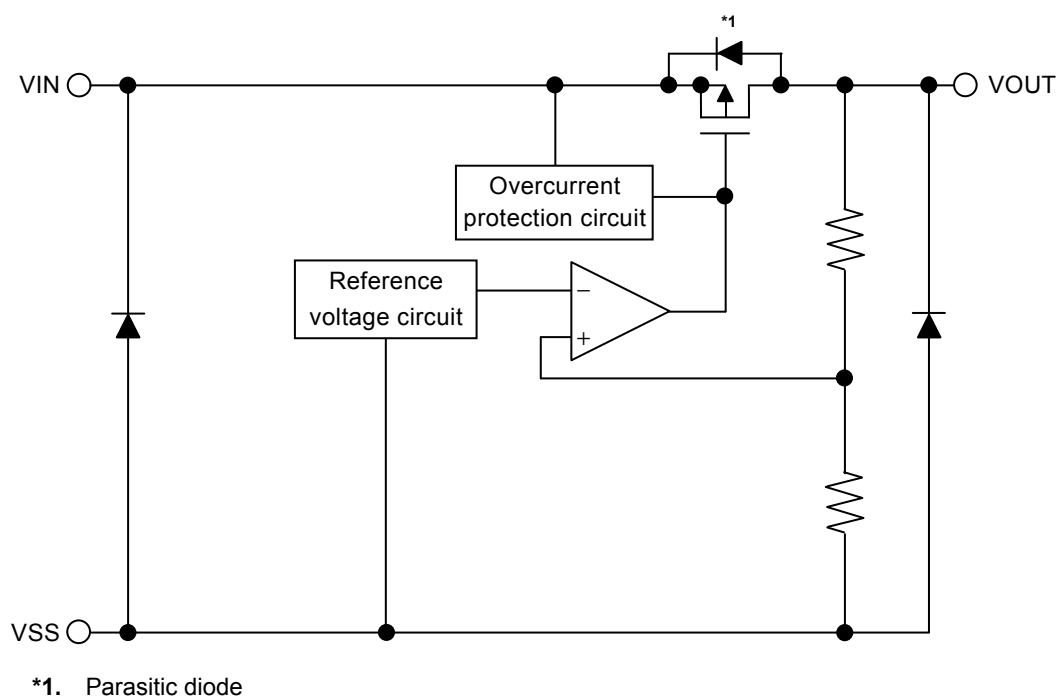 *1
VIN
VOUT
Overcurrent
protection circuit
Reference
voltage circuit
−
+
VSS
*1. Parasitic diode